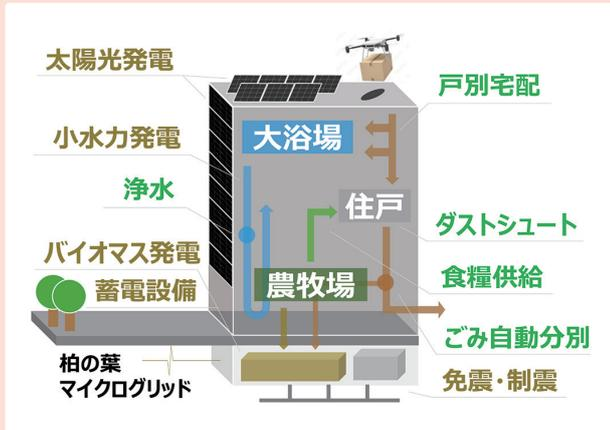 太陽光発電
小水力発電
浄水
バイオマス発電
蓄電設備
柏の葉
マイクログリッド
大浴場
住戸
農牧場
戸別宅配
ダストシュート
食糧供給
ごみ自動分別
免震・制震